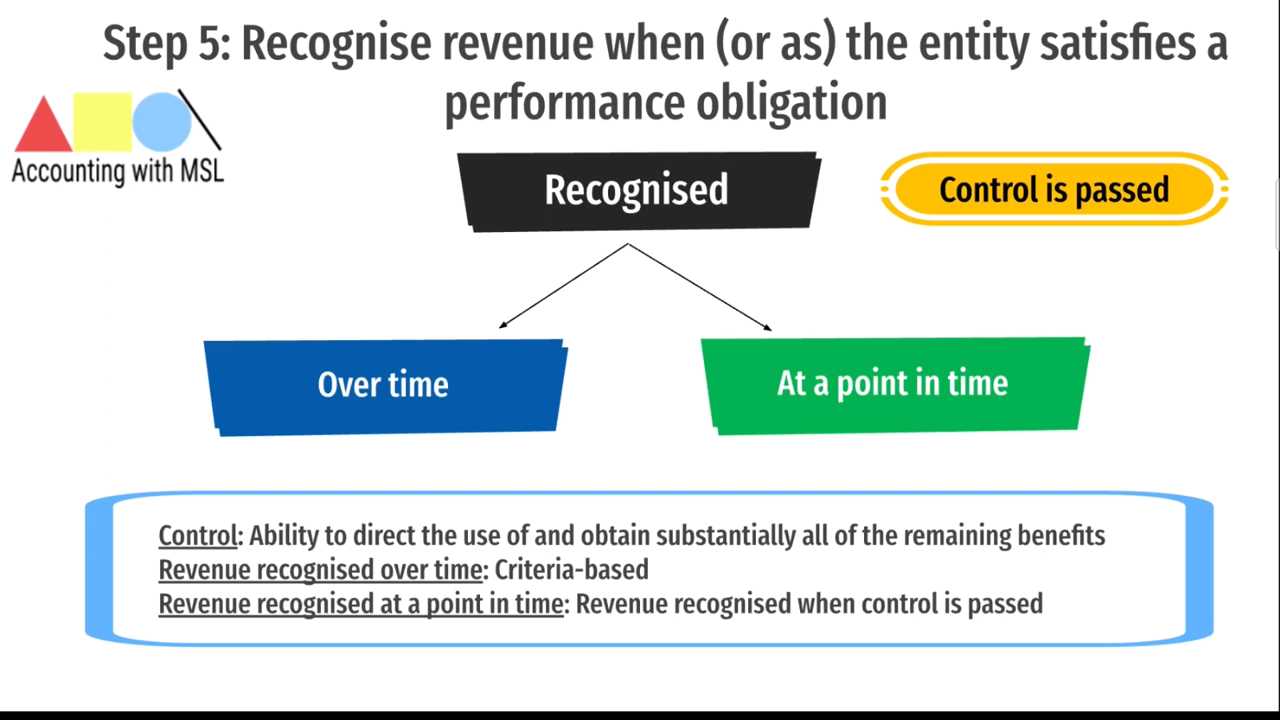 Step 5: Recognise revenue when (or as) the entity satisfies a
performance obligation
Accounting with MSL
Recognised
Control is passed
Over time
At a point in time
Control: Ability to direct the use of and obtain substantially all of the remaining benefits
Revenue recognised over time: Criteria-based
Revenue recognised at a point in time: Revenue recognised when control is passed